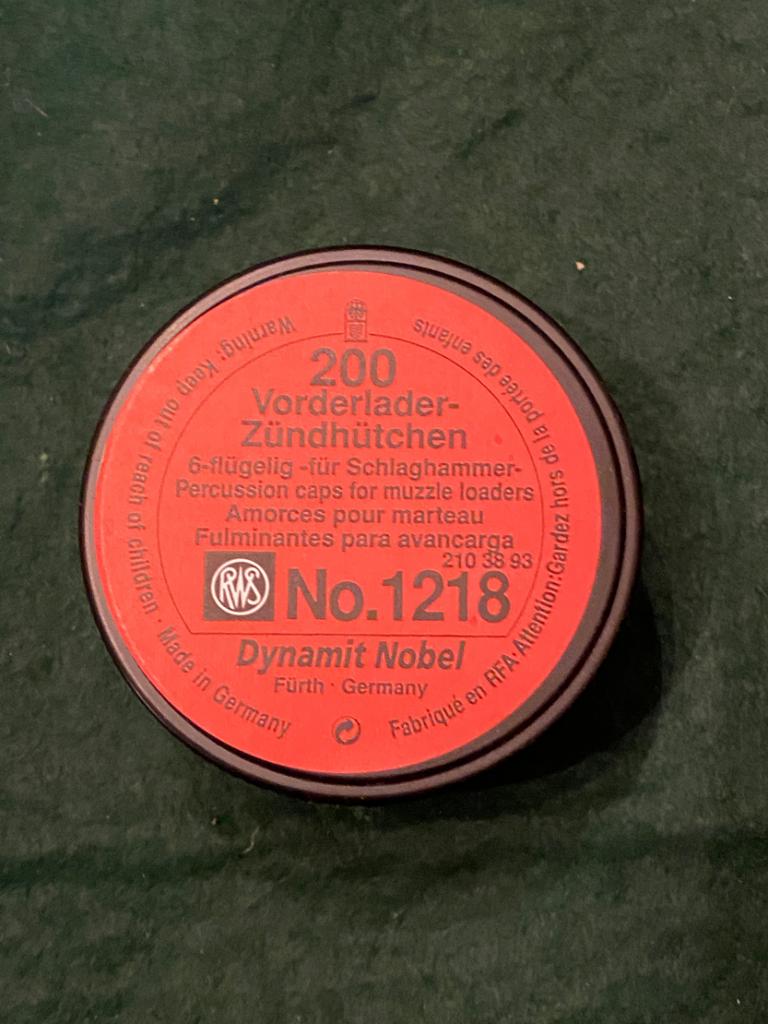 200
Vorderlader-
Zündhütchen
6-flügelig -für Schlaghammer-
Percussion caps for muzzle loaders
Amorces pour marteau
Fulminantes para avancarga
210 38 93
RWS
No.1218
Dynamit Nobel
Fürth · Germany
Warning: Keep out of reach of children · Made in Germany
Fabriqué en RFA·Attention:Gardez hors de la portée des enfants